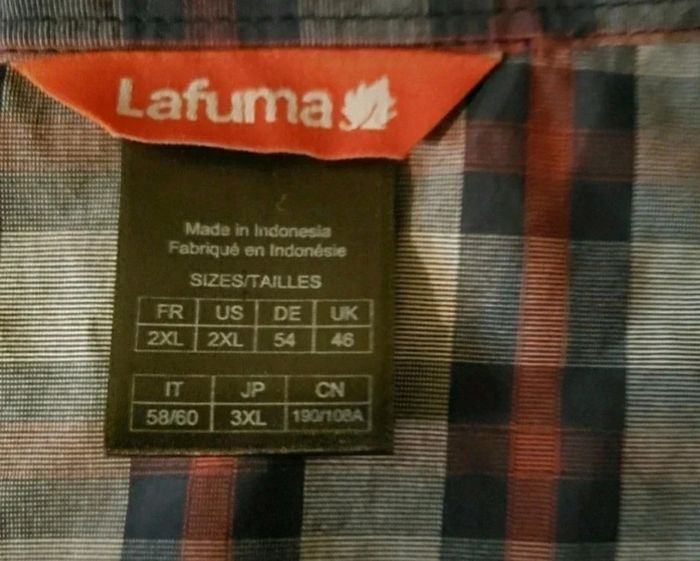 Lafuma
Made in Indonesia
Fabriqué en Indonésie
SIZES/TAILLES
FR US DE UK
2XL 2XL 54 46
IT JP CN
58/60 3XL 190/108A